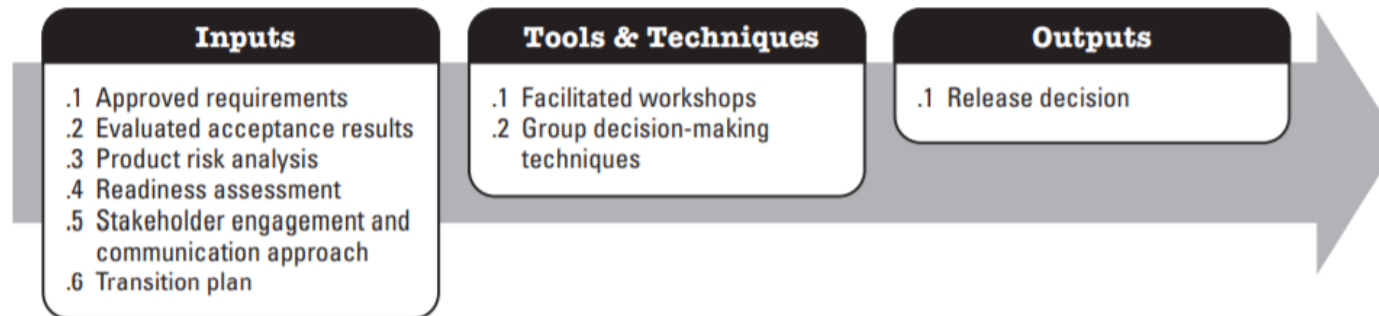 Inputs
.1 Approved requirements
.2 Evaluated acceptance results
.3 Product risk analysis
.4 Readiness assessment
.5 Stakeholder engagement and
communication approach
.6 Transition plan
Tools & Techniques
.1 Facilitated workshops
.2 Group decision-making
techniques
Outputs
.1 Release decision